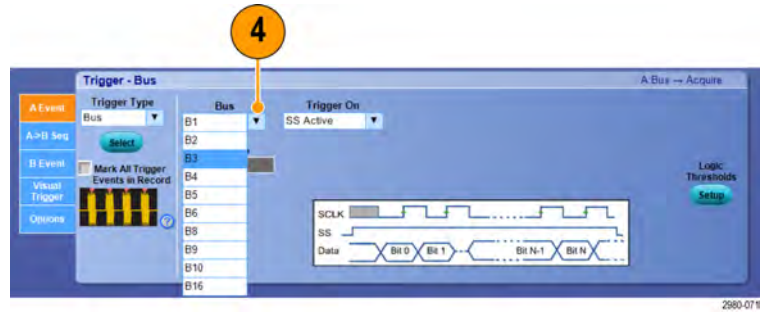 4
Trigger - Bus
A Bus → Acquire
A Event
A->B Seq
B Event
Visual
Trigger
Options
Trigger Type
Bus
Select
Mark All Trigger
Events in Record
Bus
B1
B2
B3
B4
B5
B6
B8
B9
B10
B16
Trigger On
SS Active
SCLK
SS
Data
Bit 0
Bit 1
Bit N-1
Bit N
Logic
Thresholds
Setup